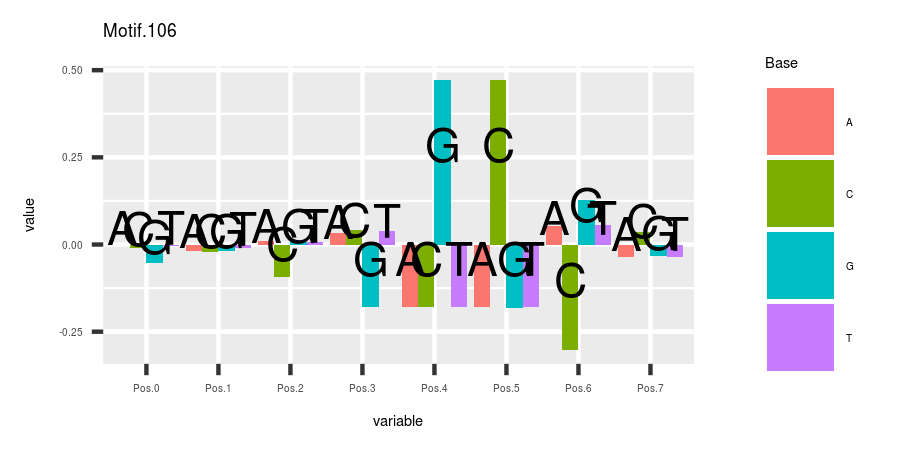 Motif.106
value
0.50
0.25
0.00
-0.25
A C G T A C G T A C G T A C G T A C G T A C G T A C G T A C G T
Pos.0 Pos.1 Pos.2 Pos.3 Pos.4 Pos.5 Pos.6 Pos.7
variable
Base
A
C
G
T